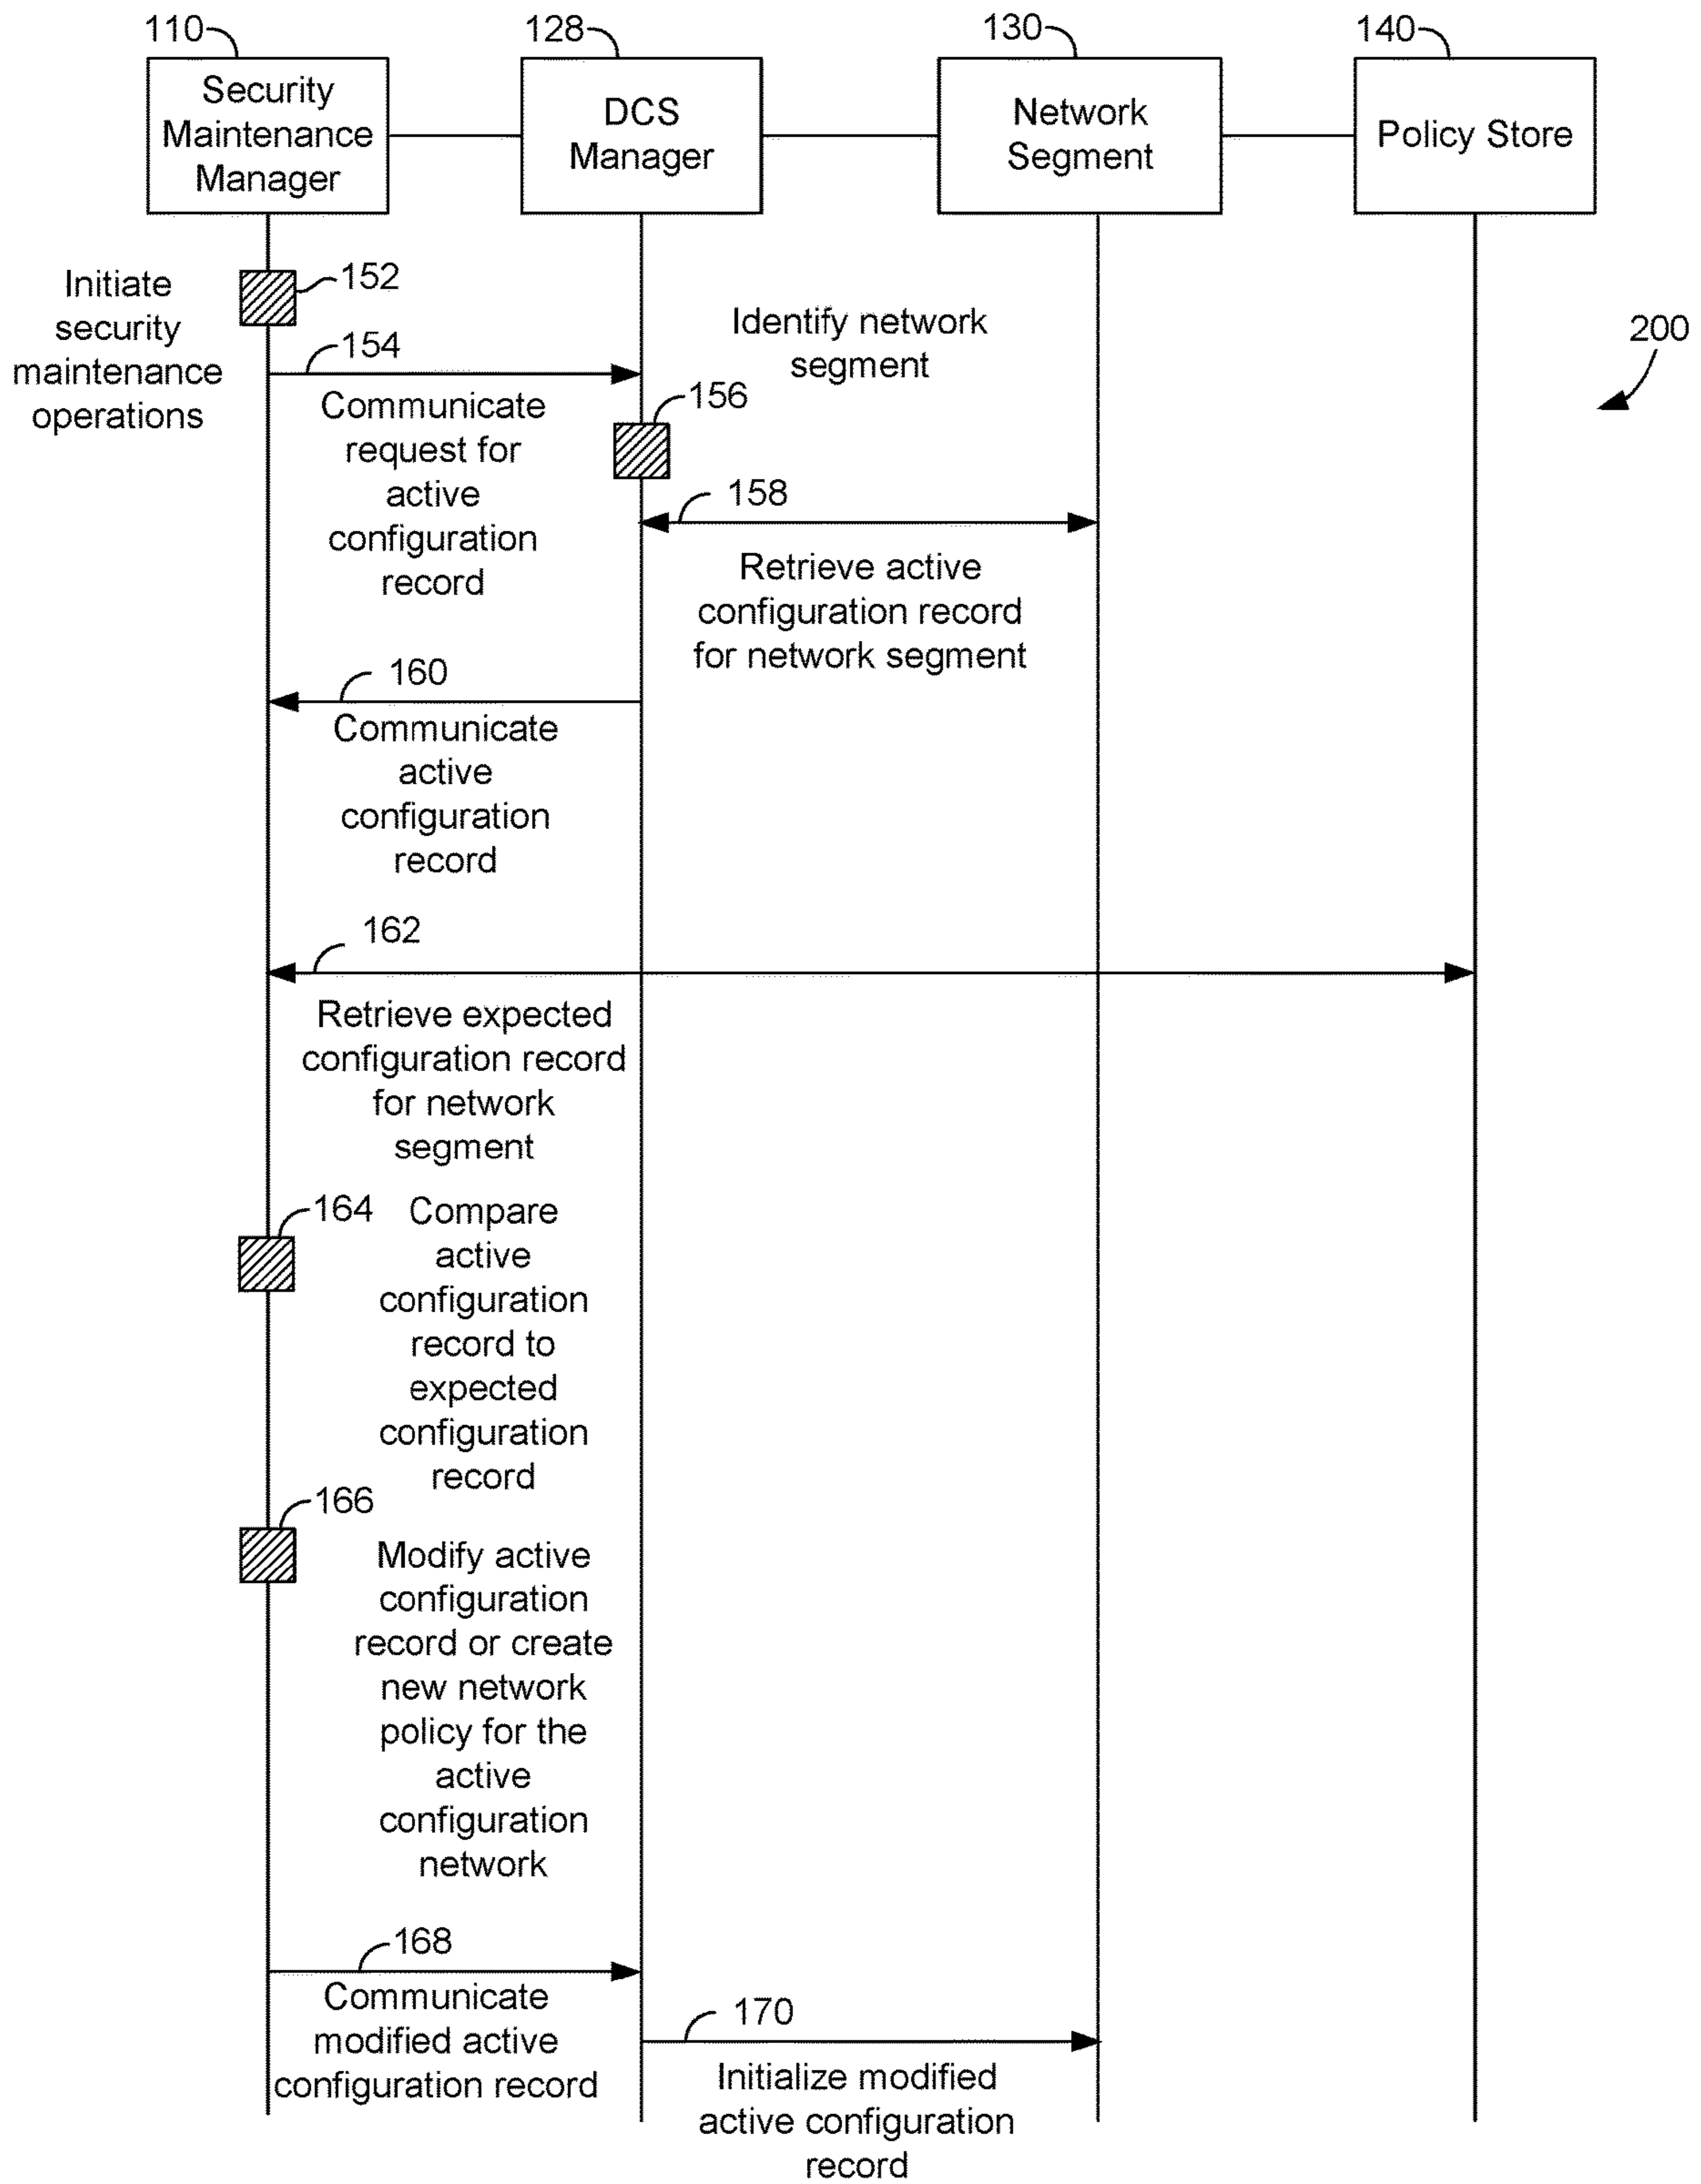 110
128
130
140
Security
Maintenance
Manager
DCS
Manager
Network
Segment
Policy Store
152
Initiate
security
maintenance
operations
154
Communicate
request for
active
configuration
record
Identify network
segment
156
200
158
Retrieve active
configuration record
for network segment
160
Communicate
active
configuration
record
162
Retrieve expected
configuration record
for network
segment
164
Compare
active
configuration
record to
expected
configuration
record
166
Modify active
configuration
record or create
new network
policy for the
active
configuration
network
168
Communicate
modified active
configuration record
170
Initialize modified
active configuration
record